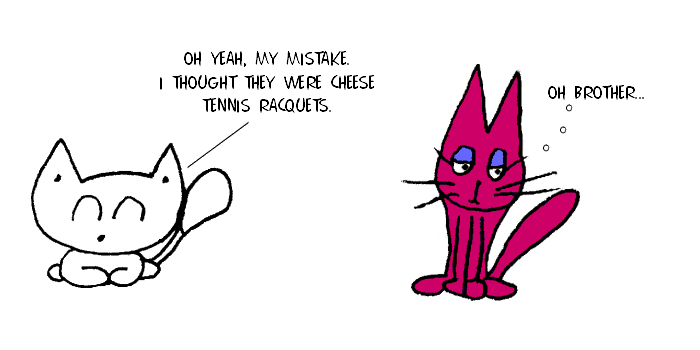 OH YEAH, MY MISTAKE.
I THOUGHT THEY WERE CHEESE
TENNIS RACQUETS.
OH BROTHER...